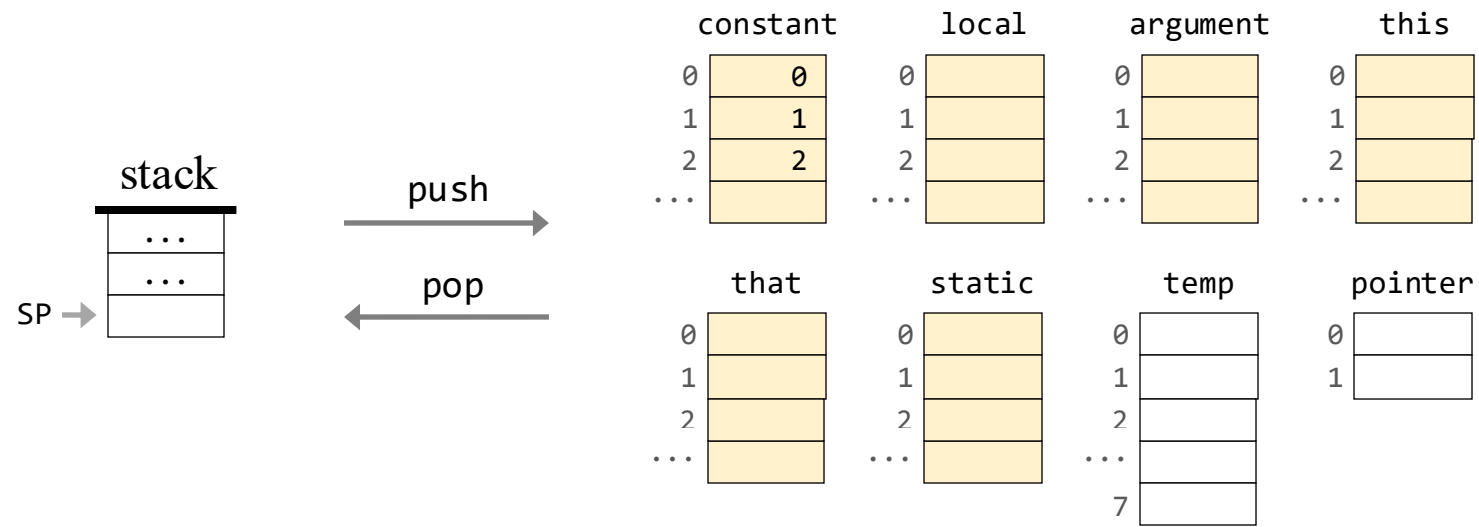 constant local argument this
0 0 0 0 0
1 1 1 1 1
2 2 2 2 2
... ... ... ...
stack
...
...
SP
push
pop
that static temp pointer
0 0 0 0
1 1 1 1
2 2 2
... ... ...
7